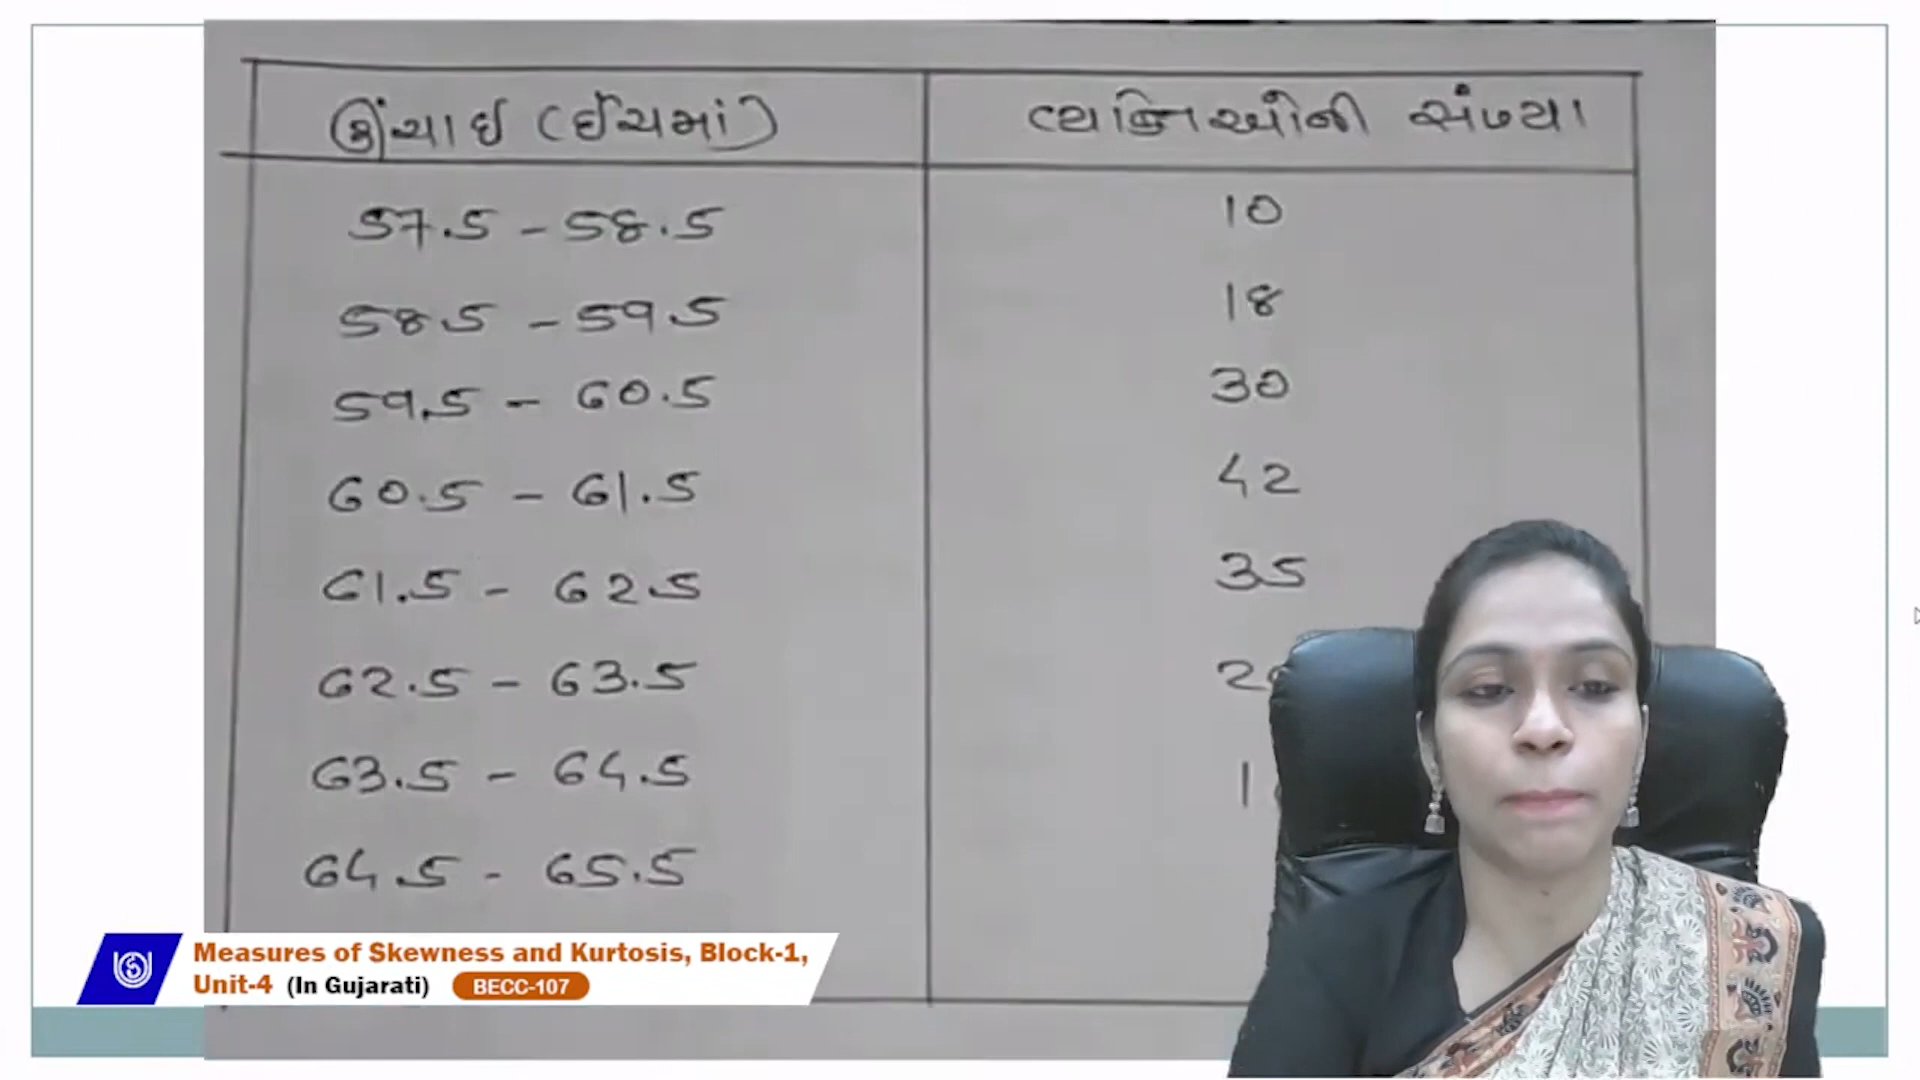 ઊંચાઇ (ઈંચમાં) વ્યક્તિઓની સંખ્યા
57.5 - 58.5 10
58.5 - 59.5 18
59.5 - 60.5 30
60.5 - 61.5 42
61.5 - 62.5 35
62.5 - 63.5
63.5 - 64.5
64.5 - 65.5
Measures of Skewness and Kurtosis, Block-1,
Unit-4 (In Gujarati) BECC-107